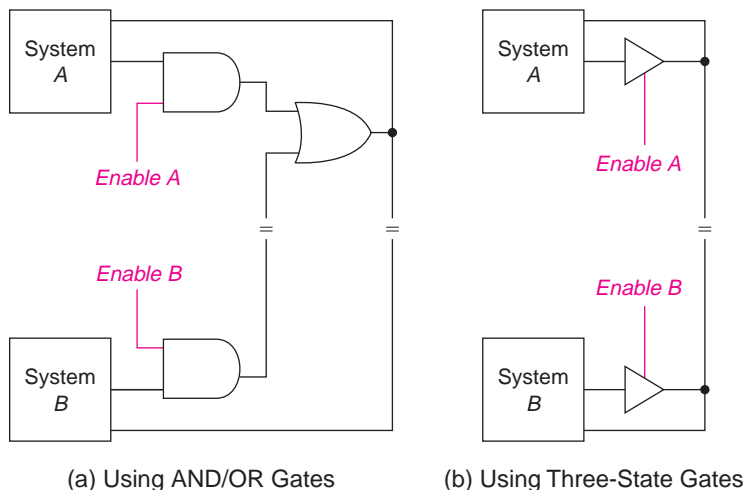 System
A
Enable A
Enable B
System
B
(a) Using AND/OR Gates
System
A
Enable A
Enable B
System
B
(b) Using Three-State Gates